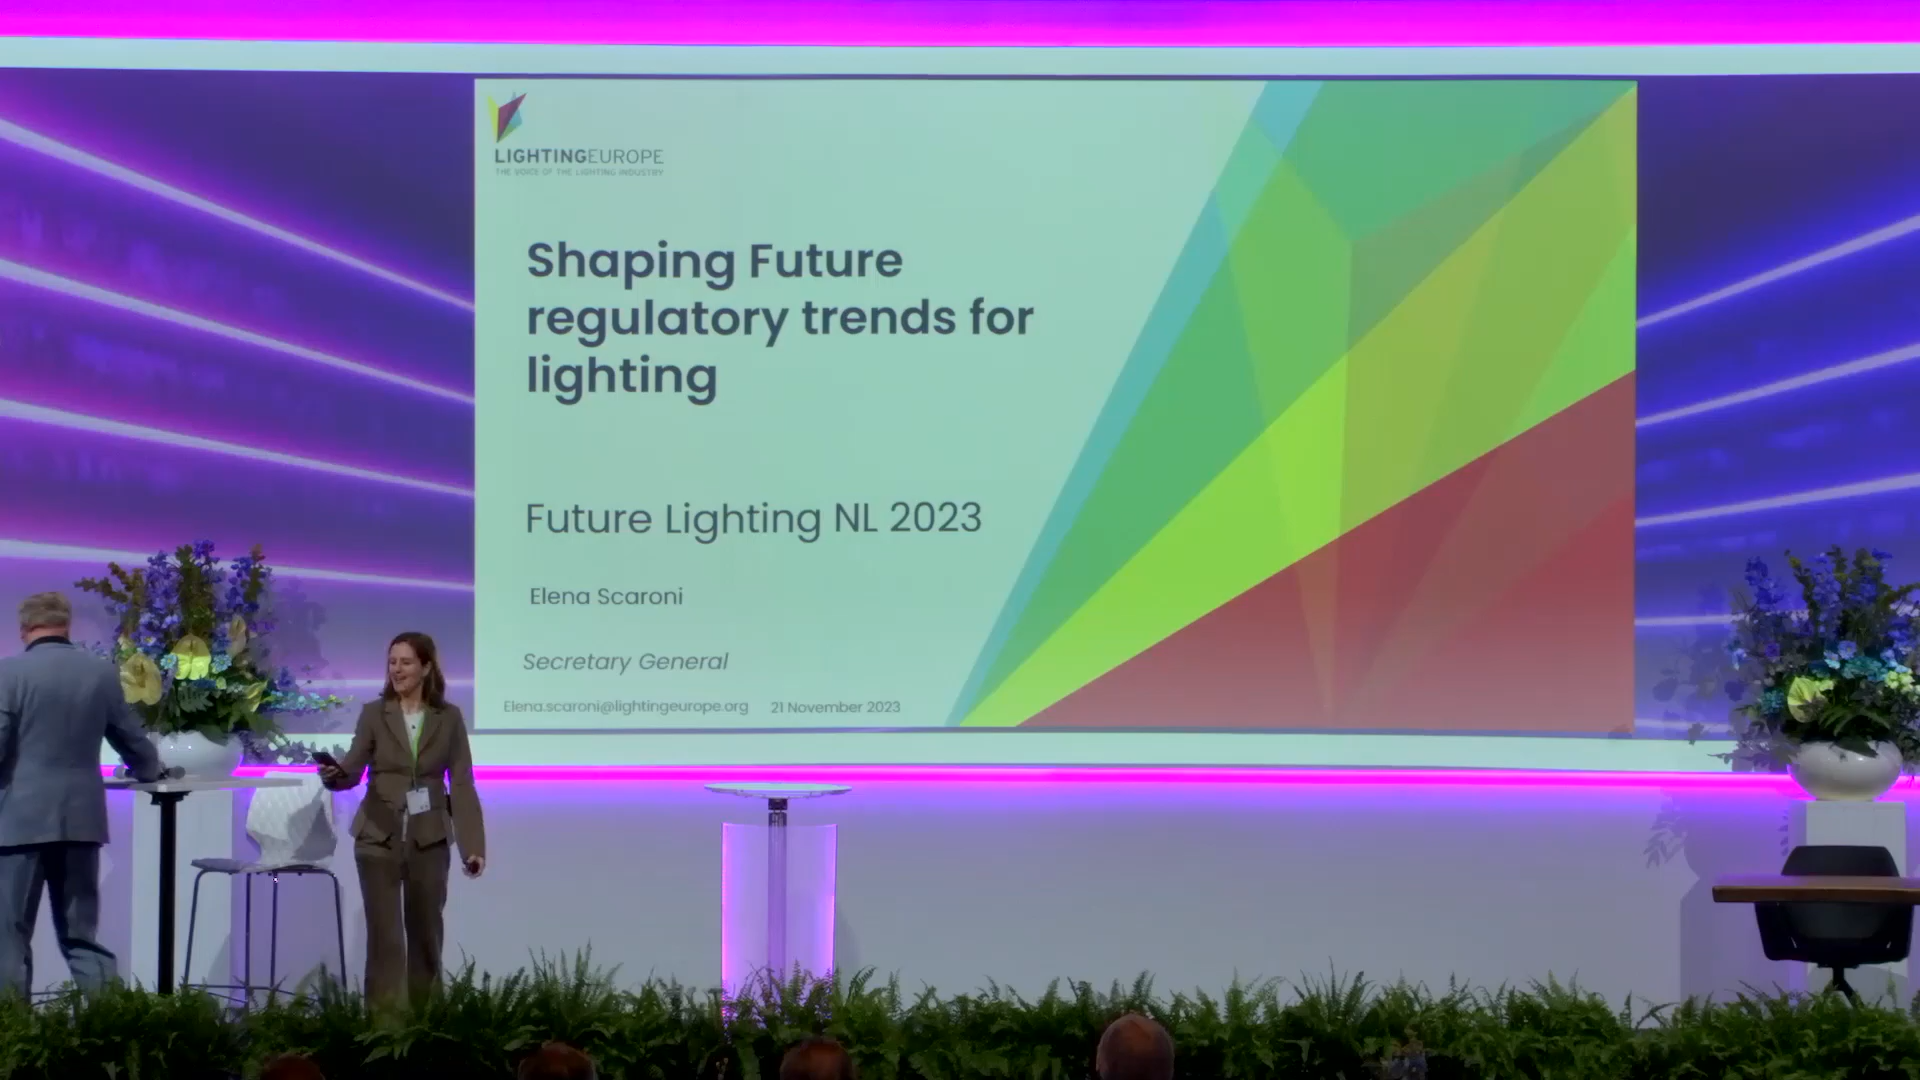 LIGHTINGEUROPE
THE VOICE OF THE LIGHTING INDUSTRY
Shaping Future
regulatory trends for
lighting
Future Lighting NL 2023
Elena Scaroni
Secretary General
Elena.scaroni@lightingeurope.org 21 November 2023